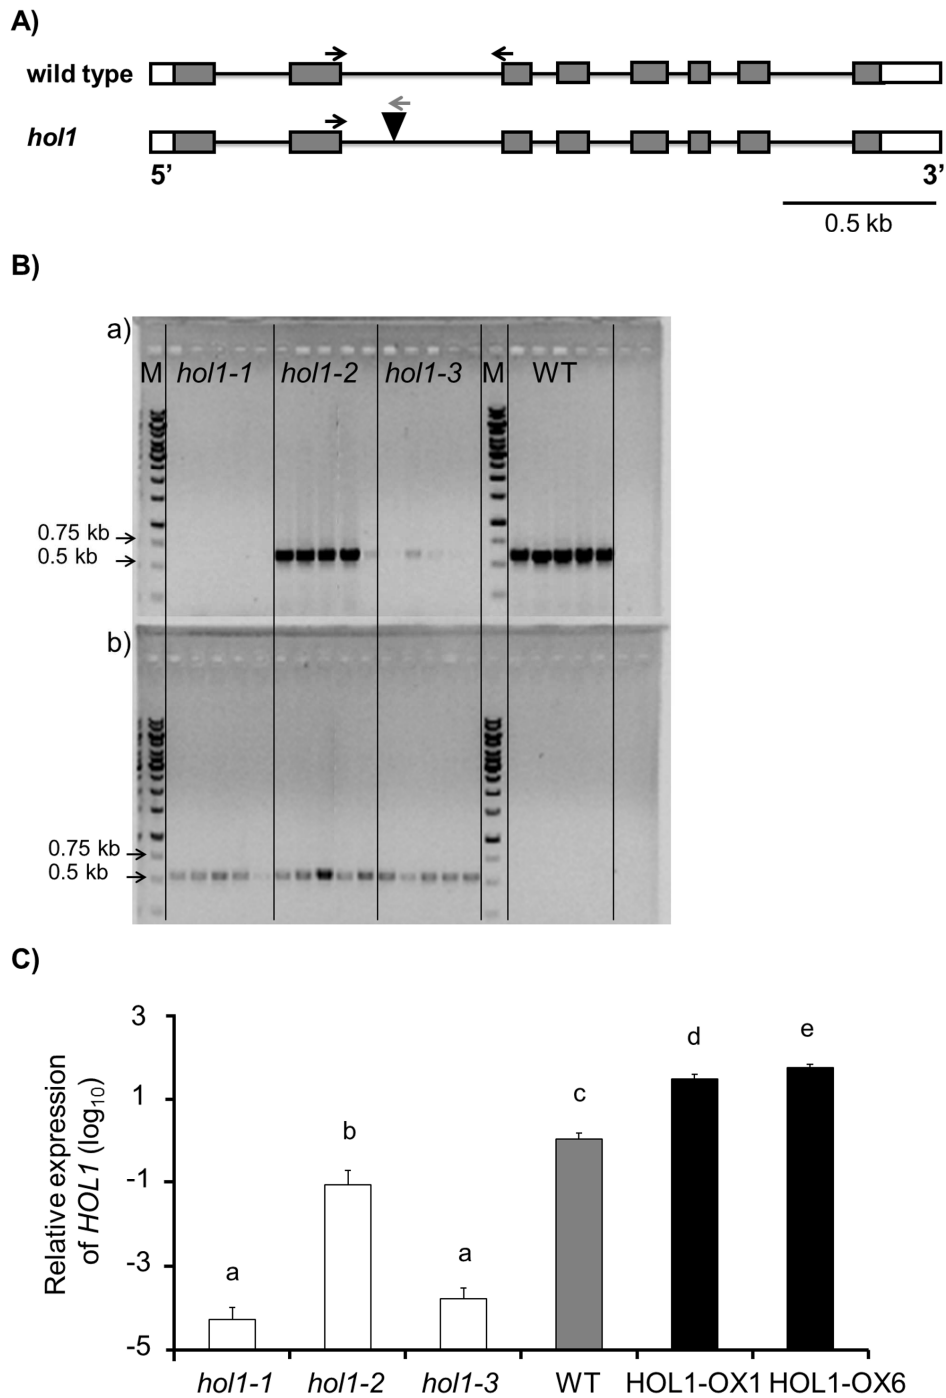 A)
wild type
hol1
5’ 3’
0.5 kb
B)
a)
M hol1-1 hol1-2 hol1-3 M WT
0.75 kb
0.5 kb
b)
0.75 kb
0.5 kb
C)
Relative expression
of HOL1 (log10)
3
1
-1
-3
-5
a
b
a
c
d
e
hol1-1 hol1-2 hol1-3 WT HOL1-OX1 HOL1-OX6